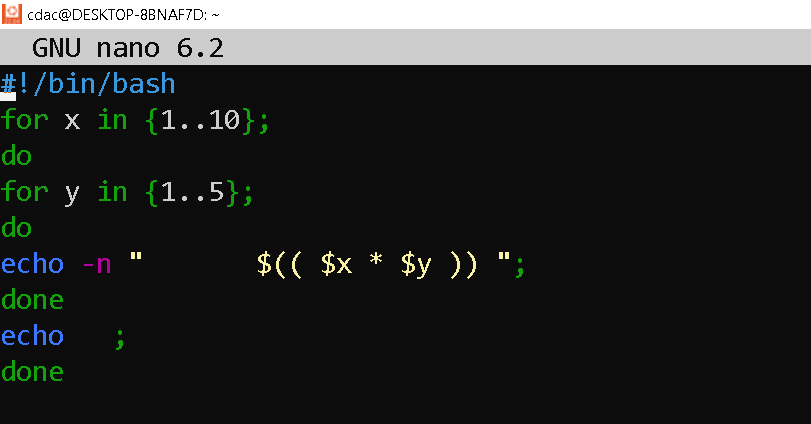 cdac@DESKTOP-8BNAF7D: ~
GNU nano 6.2
#!/bin/bash
for x in {1..10};
do
for y in {1..5};
do
echo -n "       $(( $x * $y )) ";
done
echo   ;
done